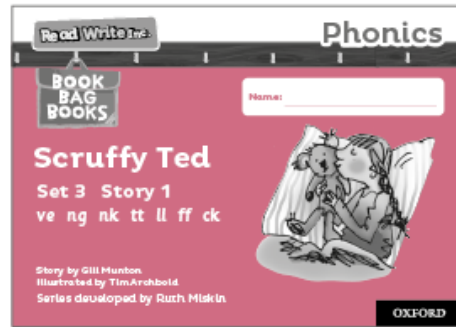 Read Write Inc.
Phonics
BOOK
BAG
BOOKS
Name:
Scruffy Ted
Set 3 Story 1
ve ng nk tt ll ff ck
Story by Gill Munton
Illustrated by Tim Archbold
Series developed by Ruth Miskin
OXFORD